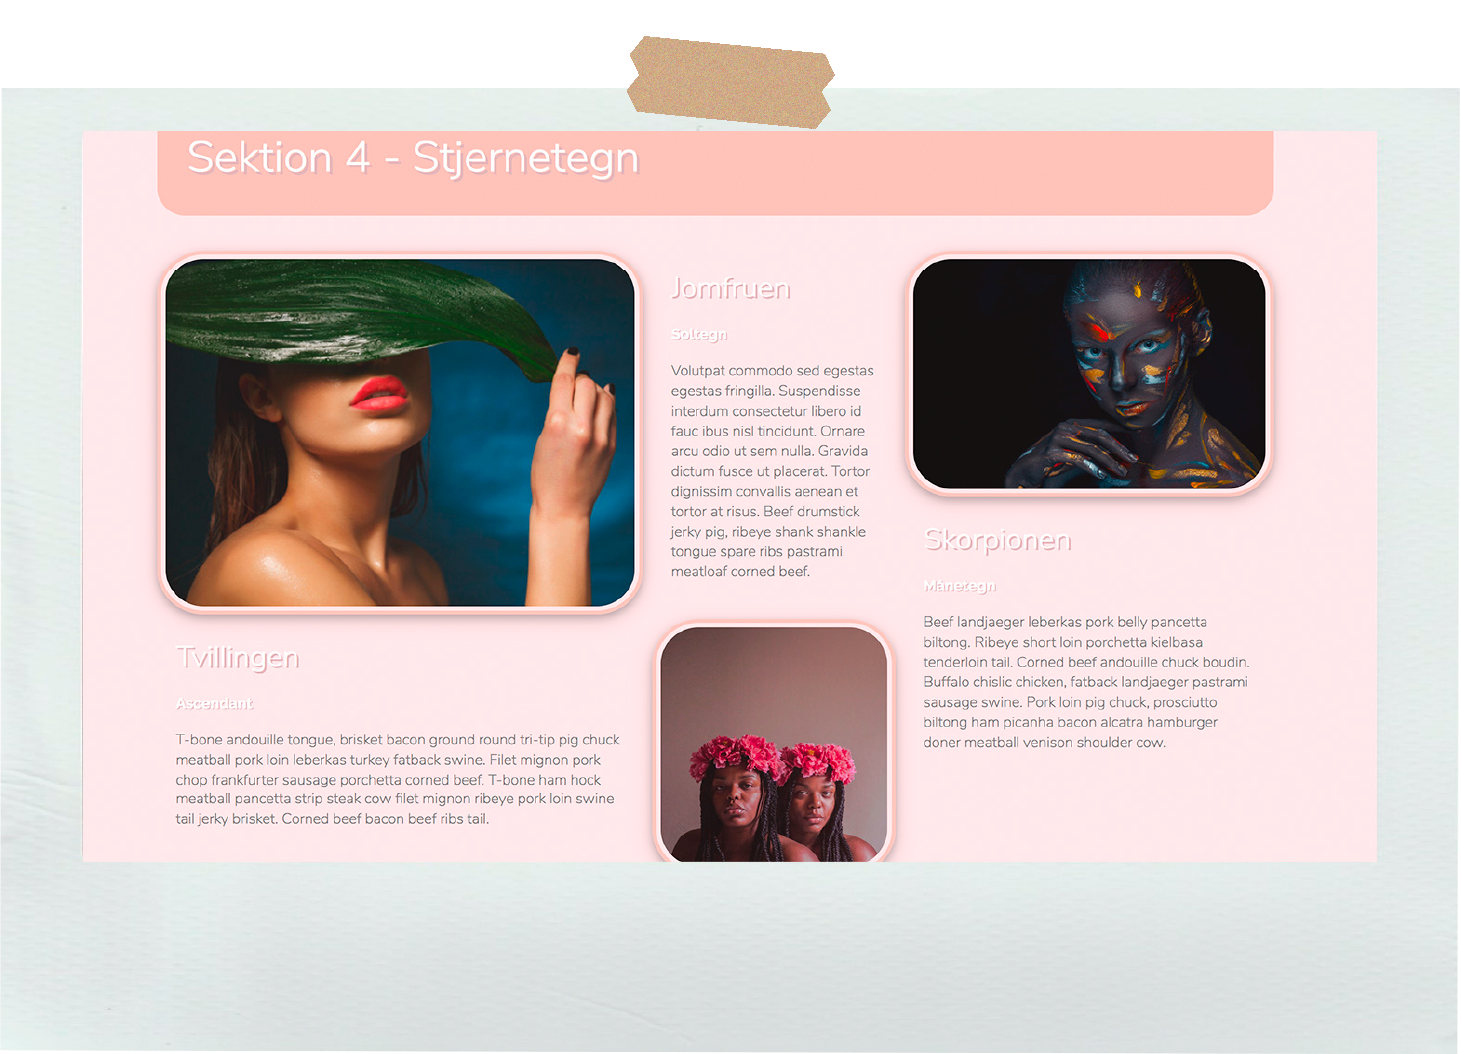 Sektion 4 - Stjernetegn
Jomfruen
Soltegn
Volutpat commodo sed egestas
egestas fringilla. Suspendisse
interdum consectetur libero id
fauc ibus nisl tincidunt. Ornare
arcu odio ut sem nulla. Gravida
dictum fusce ut placerat. Tortor
dignissim convallis aenean et
tortor at risus. Beef drumstick
jerky pig, ribeye shank shankle
tongue spare ribs pastrami
meatloaf corned beef.
Skorpionen
Månetegn
Beef landjaeger leberkas pork belly pancetta
biltong. Ribeye short loin porchetta kielbasa
tenderloin tail. Corned beef andouille chuck boudin.
Buffalo chislic chicken, fatback landjaeger pastrami
sausage swine. Pork loin pig chuck, prosciutto
biltong ham picanha bacon alcatra hamburger
doner meatball venison shoulder cow.
Tvillingen
Ascendant
T-bone andouille tongue, brisket bacon ground round tri-tip pig chuck
meatball pork loin leberkas turkey fatback swine. Filet mignon pork
chop frankfurter sausage porchetta corned beef. T-bone ham hock
meatball pancetta strip steak cow filet mignon ribeye pork loin swine
tail jerky brisket. Corned beef bacon beef ribs tail.